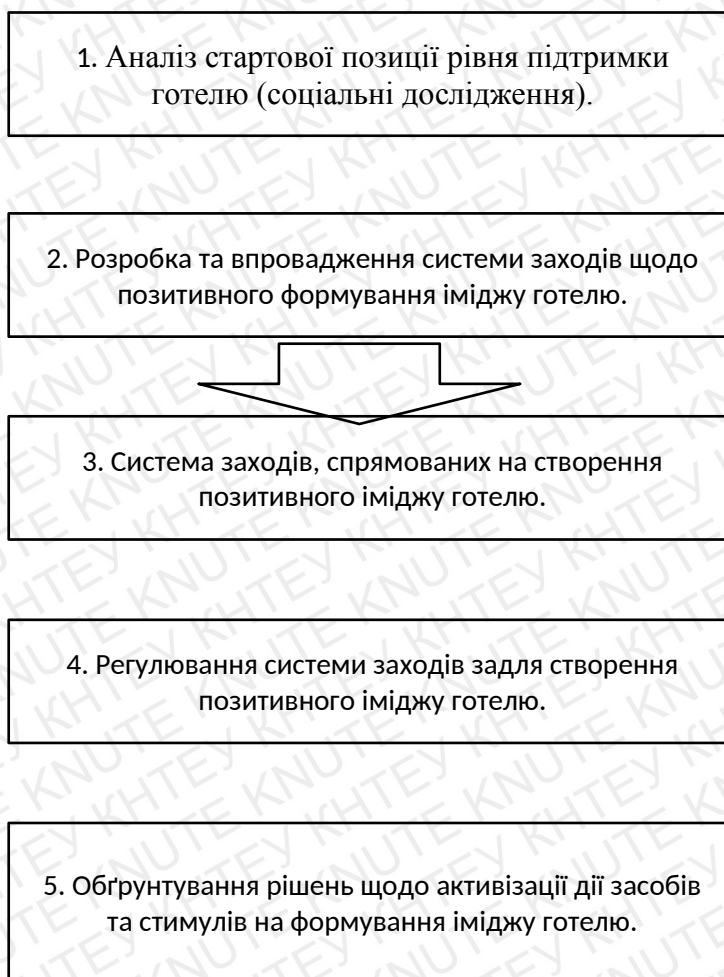 1. Аналіз стартової позиції рівня підтримки
готелю (соціальні дослідження).
2. Розробка та впровадження системи заходів щодо
позитивного формування іміджу готелю.
3. Система заходів, спрямованих на створення
позитивного іміджу готелю.
4. Регулювання системи заходів задля створення
позитивного іміджу готелю.
5. Обґрунтування рішень щодо активізації дії засобів
та стимулів на формування іміджу готелю.